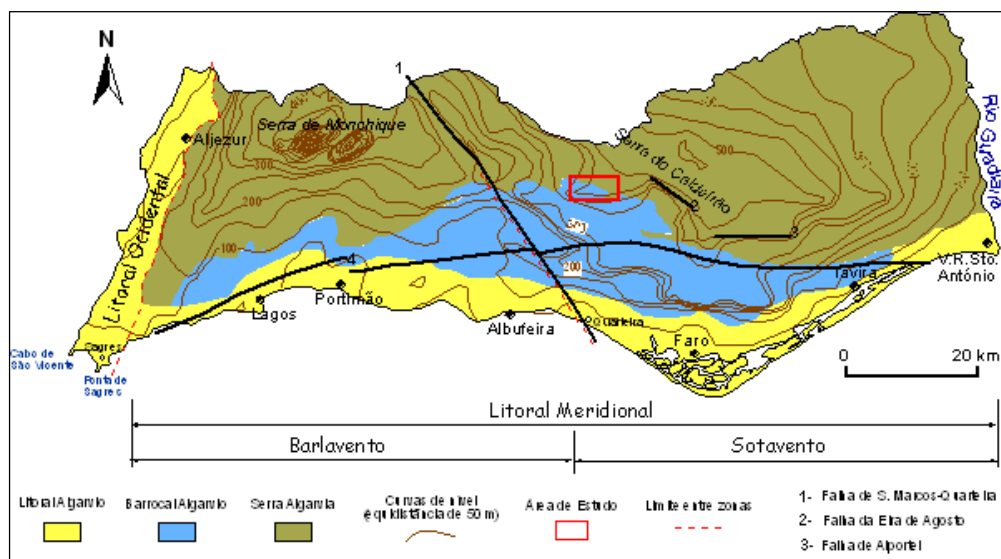 N
1
Serra de Monchique
Aljezur
300
200
100
Litoral Ocidental
Serra do Caldeirão
500
2
3
Rio Guadiana
200
4
Portimão
Lagos
Albufeira
Quarteira
Faro
Tavira
V.R.Sto.
António
Sagres
Cabo de
São Vicente
Ponta de
Sagres
0
20 km
Litoral Meridional
Barlavento
Sotavento
Litoral Algarvio
Barrocal Algarvio
Serra Algarvia
Curvas de nível
(equidistância de 50 m)
Área de Estudo
Limite entre zonas
1- Falha de S. Marcos-Quarteira
2- Falha da Eira de Agosto
3- Falha de Alportel